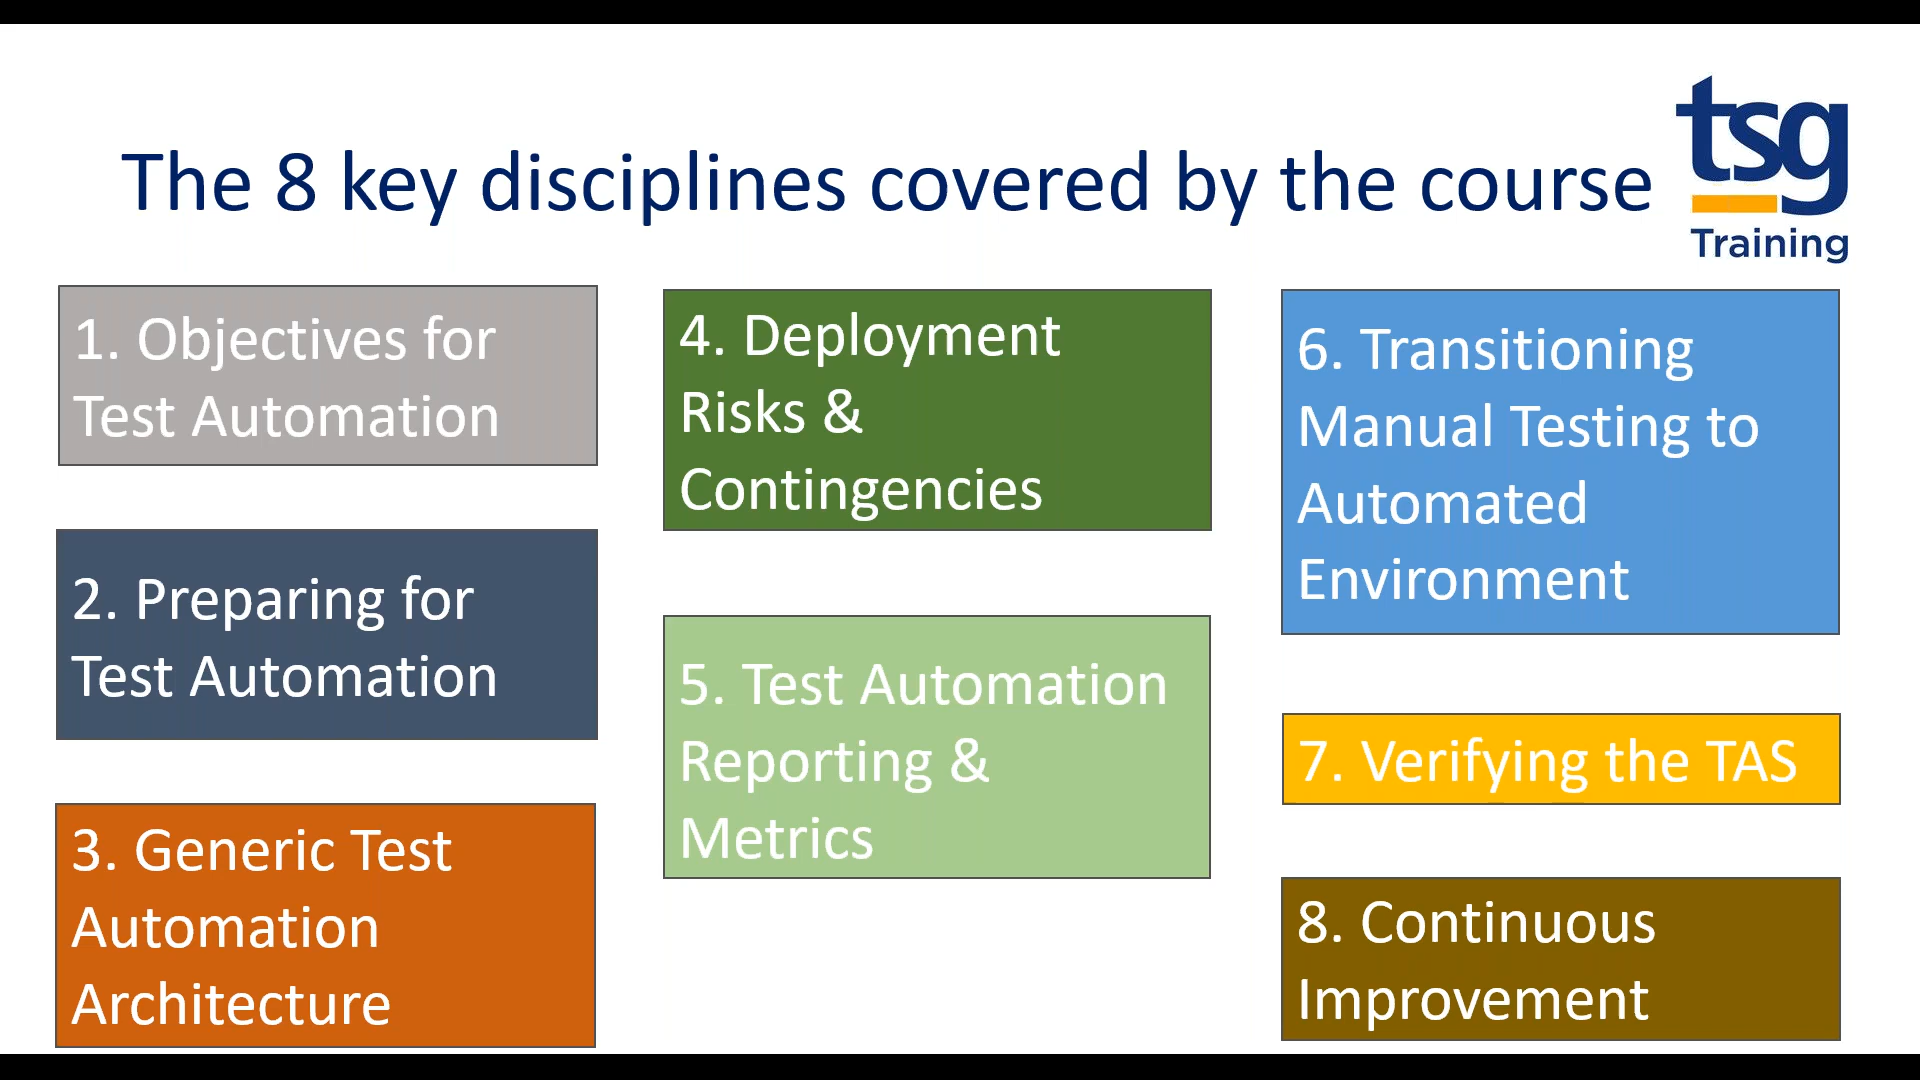 The 8 key disciplines covered by the course
tsg
Training
1. Objectives for
Test Automation
2. Preparing for
Test Automation
3. Generic Test
Automation
Architecture
4. Deployment
Risks &
Contingencies
5. Test Automation
Reporting &
Metrics
6. Transitioning
Manual Testing to
Automated
Environment
7. Verifying the TAS
8. Continuous
Improvement